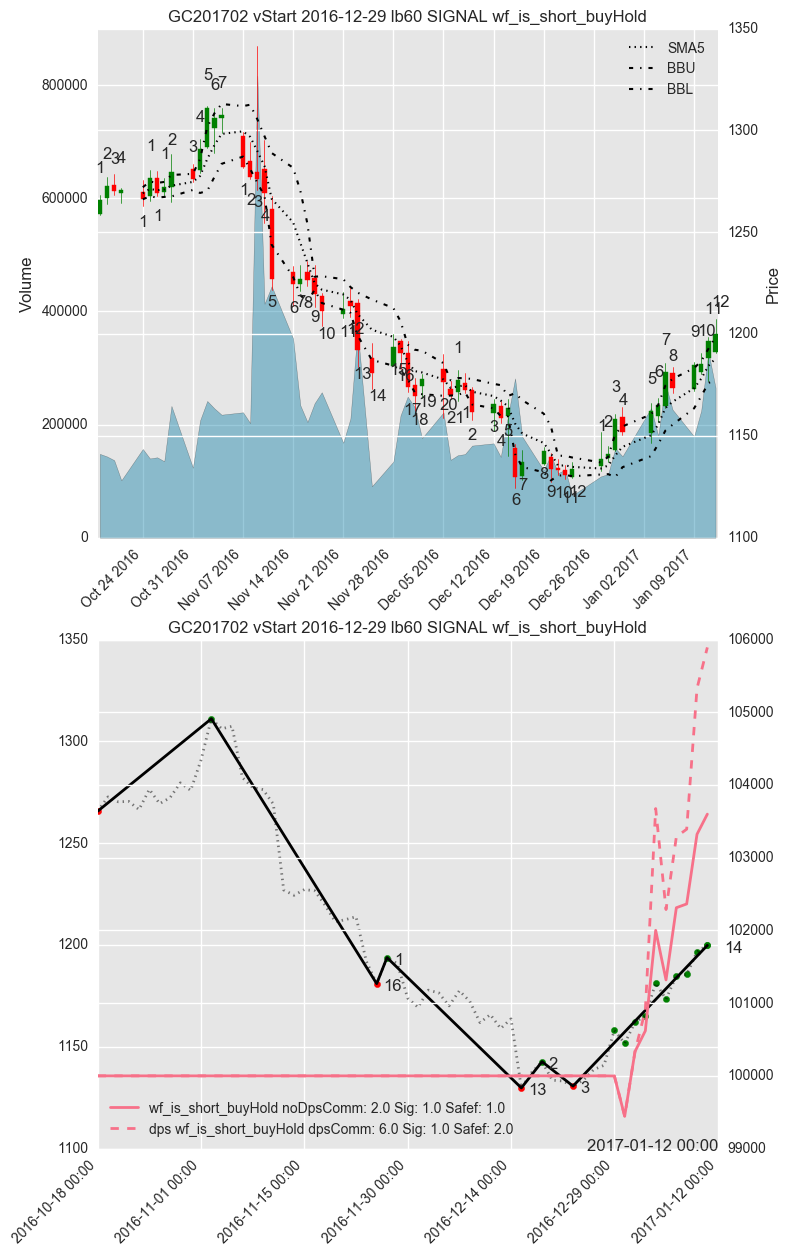 GC201702 vStart 2016-12-29 lb60 SIGNAL wf_is_short_buyHold
1350
SMA5
BBU
BBL
800000
600000
400000
200000
0
Volume
1300
1250
1200
1150
1100
Price
Oct 24 2016
Oct 31 2016
Nov 07 2016
Nov 14 2016
Nov 21 2016
Nov 28 2016
Dec 05 2016
Dec 12 2016
Dec 19 2016
Dec 26 2016
Jan 02 2017
Jan 09 2017
GC201702 vStart 2016-12-29 lb60 SIGNAL wf_is_short_buyHold
1350
1300
1250
1200
1150
1100
106000
105000
104000
103000
102000
101000
100000
99000
1
16
14
13
2
3
wf_is_short_buyHold noDpsComm: 2.0 Sig: 1.0 Safef: 1.0
dps wf_is_short_buyHold dpsComm: 6.0 Sig: 1.0 Safef: 2.0
2017-01-12 00:00
2016-10-18 00:00
2016-11-01 00:00
2016-11-15 00:00
2016-11-30 00:00
2016-12-14 00:00
2016-12-29 00:00
2017-01-12 00:00